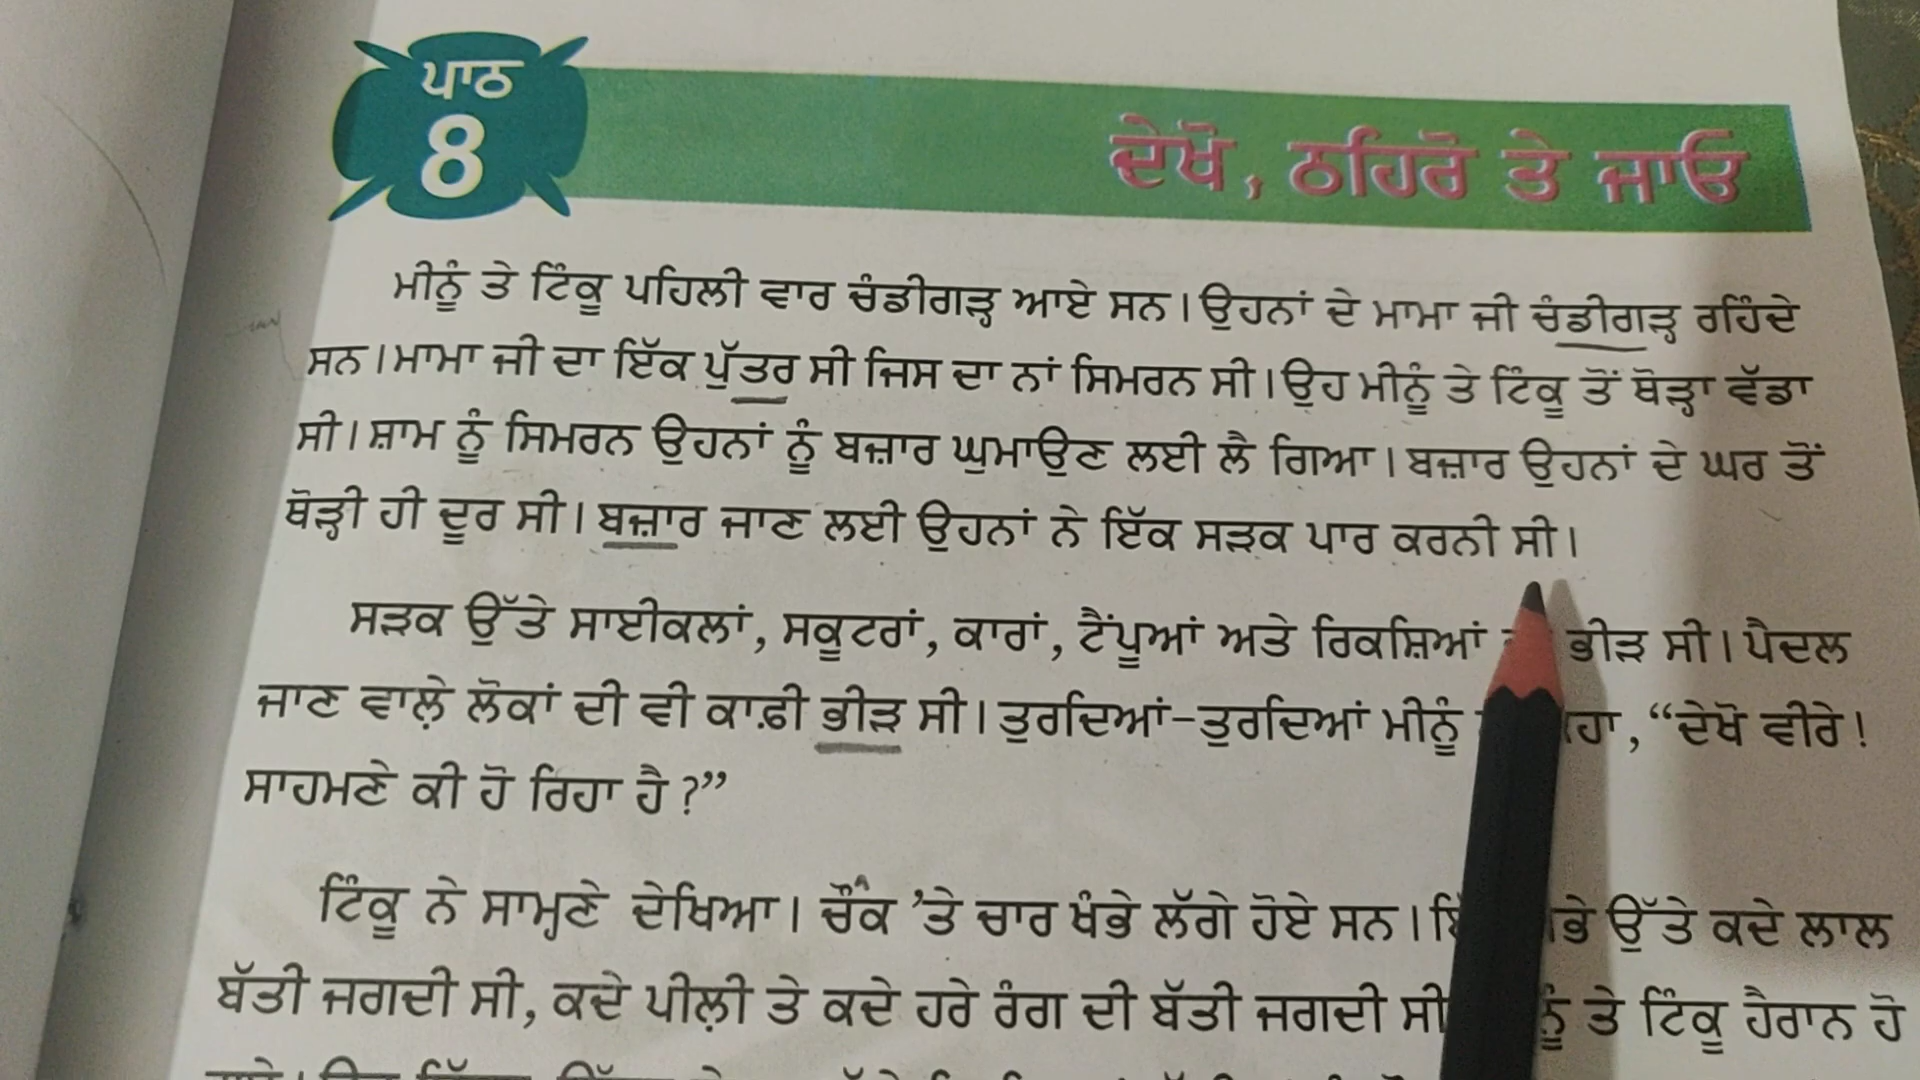 ਪਾਠ
8
ਦੇਖੋ, ਠਹਿਰੋ ਤੇ ਜਾਓ
ਮੀਨੂੰ ਤੇ ਟਿੰਕੂ ਪਹਿਲੀ ਵਾਰ ਚੰਡੀਗੜ੍ਹ ਆਏ ਸਨ। ਉਹਨਾਂ ਦੇ ਮਾਮਾ ਜੀ ਚੰਡੀਗੜ੍ਹ ਰਹਿੰਦੇ
ਸਨ। ਮਾਮਾ ਜੀ ਦਾ ਇੱਕ ਪੁੱਤਰ ਸੀ ਜਿਸ ਦਾ ਨਾਂ ਸਿਮਰਨ ਸੀ। ਉਹ ਮੀਨੂੰ ਤੇ ਟਿੰਕੂ ਤੋਂ ਥੋੜ੍ਹਾ ਵੱਡਾ
ਸੀ। ਸ਼ਾਮ ਨੂੰ ਸਿਮਰਨ ਉਹਨਾਂ ਨੂੰ ਬਜ਼ਾਰ ਘੁਮਾਉਣ ਲਈ ਲੈ ਗਿਆ। ਬਜ਼ਾਰ ਉਹਨਾਂ ਦੇ ਘਰ ਤੋਂ
ਥੋੜ੍ਹੀ ਹੀ ਦੂਰ ਸੀ। ਬਜ਼ਾਰ ਜਾਣ ਲਈ ਉਹਨਾਂ ਨੇ ਇੱਕ ਸੜਕ ਪਾਰ ਕਰਨੀ ਸੀ।
ਸੜਕ ਉੱਤੇ ਸਾਈਕਲਾਂ, ਸਕੂਟਰਾਂ, ਕਾਰਾਂ, ਟੈਂਪੂਆਂ ਅਤੇ ਰਿਕਸ਼ਿਆਂ ਭੀੜ ਸੀ। ਪੈਦਲ
ਜਾਣ ਵਾਲ਼ੇ ਲੋਕਾਂ ਦੀ ਵੀ ਕਾਫ਼ੀ ਭੀੜ ਸੀ। ਤੁਰਦਿਆਂ-ਤੁਰਦਿਆਂ ਮੀਨੂੰ “ਦੇਖੋ ਵੀਰੇ!
ਸਾਹਮਣੇ ਕੀ ਹੋ ਰਿਹਾ ਹੈ ?”
ਟਿੰਕੂ ਨੇ ਸਾਮ੍ਹਣੇ ਦੇਖਿਆ। ਚੌਂਕ ’ਤੇ ਚਾਰ ਖੰਭੇ ਲੱਗੇ ਹੋਏ ਸਨ। ਉੱਤੇ ਕਦੇ ਲਾਲ
ਬੱਤੀ ਜਗਦੀ ਸੀ, ਕਦੇ ਪੀਲ਼ੀ ਤੇ ਕਦੇ ਹਰੇ ਰੰਗ ਦੀ ਬੱਤੀ ਜਗਦੀ ਸੀ ਤੇ ਟਿੰਕੂ ਹੈਰਾਨ ਹੋ